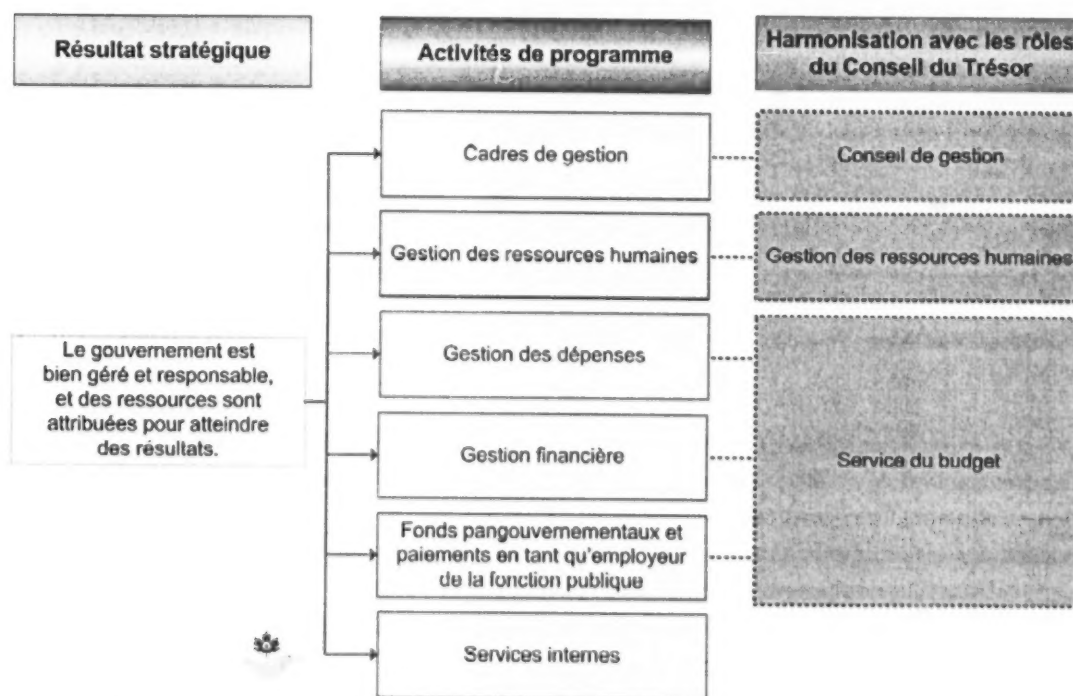 Résultat stratégique
Activités de programme
Harmonisation avec les rôles
du Conseil du Trésor
Cadres de gestion
Conseil de gestion
Gestion des ressources humaines
Gestion des ressources humaines
Le gouvernement est
bien géré et responsable,
et des ressources sont
attribuées pour atteindre
des résultats.
Gestion des dépenses
Gestion financière
Service du budget
Fonds pangouvernementaux et
paiements en tant qu'employeur
de la fonction publique
Services internes